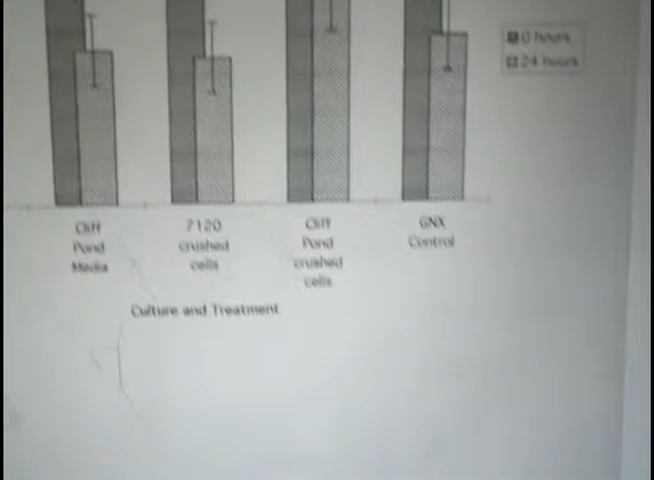 0 hours
24 hours
Cliff
Pond
Media
7120
crushed
cells
Cliff
Pond
crushed
cells
GNX
Control
Culture and Treatment